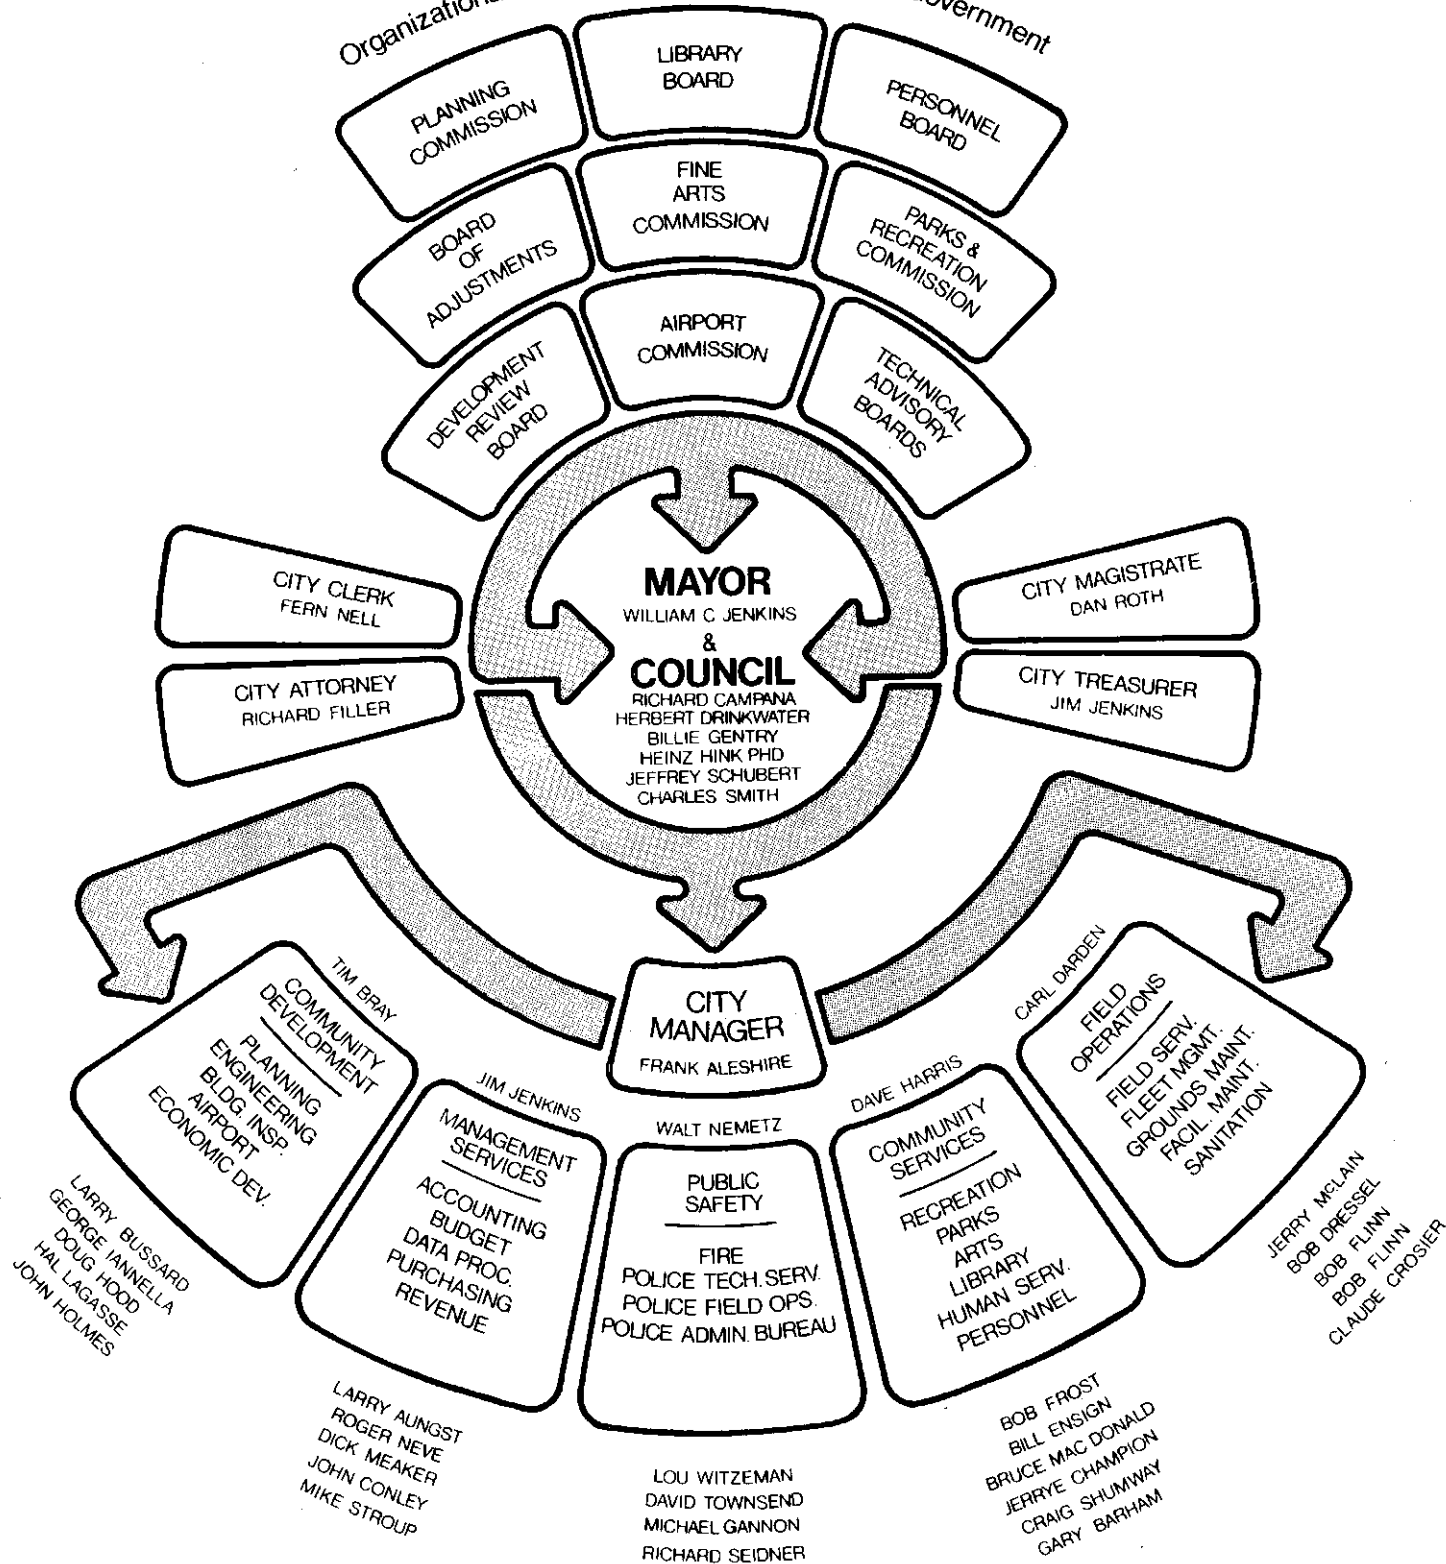 Organizations
PLANNING
COMMISSION
LIBRARY
BOARD
PERSONNEL
BOARD
BOARD
OF
ADJUSTMENTS
FINE
ARTS
COMMISSION
PARKS &
RECREATION
COMMISSION
DEVELOPMENT
REVIEW
BOARD
AIRPORT
COMMISSION
TECHNICAL
ADVISORY
BOARDS
CITY CLERK
FERN NELL
CITY ATTORNEY
RICHARD FILLER
MAYOR
WILLIAM C JENKINS
&
COUNCIL
RICHARD CAMPANA
HERBERT DRINKWATER
BILLIE GENTRY
HEINZ HINK PHD
JEFFREY SCHUBERT
CHARLES SMITH
CITY MAGISTRATE
DAN ROTH
CITY TREASURER
JIM JENKINS
CITY
MANAGER
FRANK ALESHIRE
TIM BRAY
COMMUNITY
DEVELOPMENT
PLANNING
ENGINEERING
BLDG. INSP.
AIRPORT
ECONOMIC DEV.
LARRY BUSSARD
GEORGE IANNELLA
DOUG HOOD
HAL LAGASSE
JOHN HOLMES
JIM JENKINS
MANAGEMENT
SERVICES
ACCOUNTING
BUDGET
DATA PROC.
PURCHASING
REVENUE
LARRY AUNGST
ROGER NEVE
DICK MEAKER
JOHN CONLEY
MIKE STROUP
WALT NEMETZ
PUBLIC
SAFETY
FIRE
POLICE TECH. SERV.
POLICE FIELD OPS.
POLICE ADMIN. BUREAU
LOU WITZEMAN
DAVID TOWNSEND
MICHAEL GANNON
RICHARD SEIDNER
DAVE HARRIS
COMMUNITY
SERVICES
RECREATION
PARKS
ARTS
LIBRARY
HUMAN SERV.
PERSONNEL
BOB FROST
BILL ENSIGN
BRUCE MAC DONALD
JERRYE CHAMPION
CRAIG SHUMWAY
GARY BARHAM
CARL DARDEN
FIELD
OPERATIONS
FIELD SERV.
FLEET MGMT.
GROUNDS MAINT.
FACIL. MAINT.
SANITATION
JERRY McLAIN
BOB DRESSEL
BOB FLINN
BOB FLINN
CLAUDE CROSIER